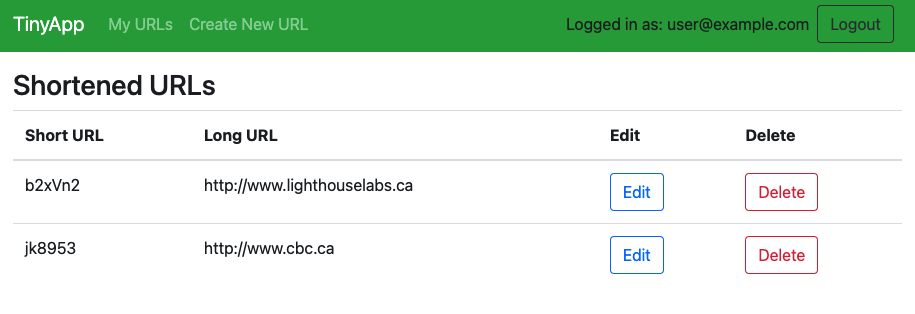 TinyApp My URLs Create New URL Logged in as: user@example.com Logout
Shortened URLs
Short URL Long URL Edit Delete
b2xVn2 http://www.lighthouselabs.ca Edit Delete
jk8953 http://www.cbc.ca Edit Delete